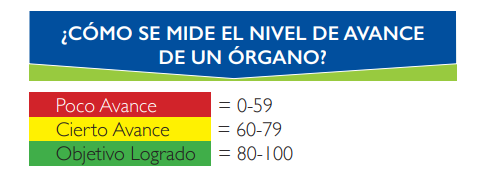 ¿CÓMO SE MIDE EL NIVEL DE AVANCE
DE UN ÓRGANO?
Poco Avance = 0-59
Cierto Avance = 60-79
Objetivo Logrado = 80-100